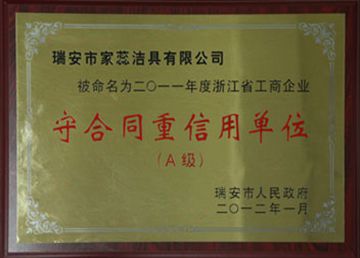 瑞安市家蕊洁具有限公司
被命名为二〇一一年度浙江省工商企业
守合同重信用单位
(A级)
瑞安市人民政府
二〇一二年一月